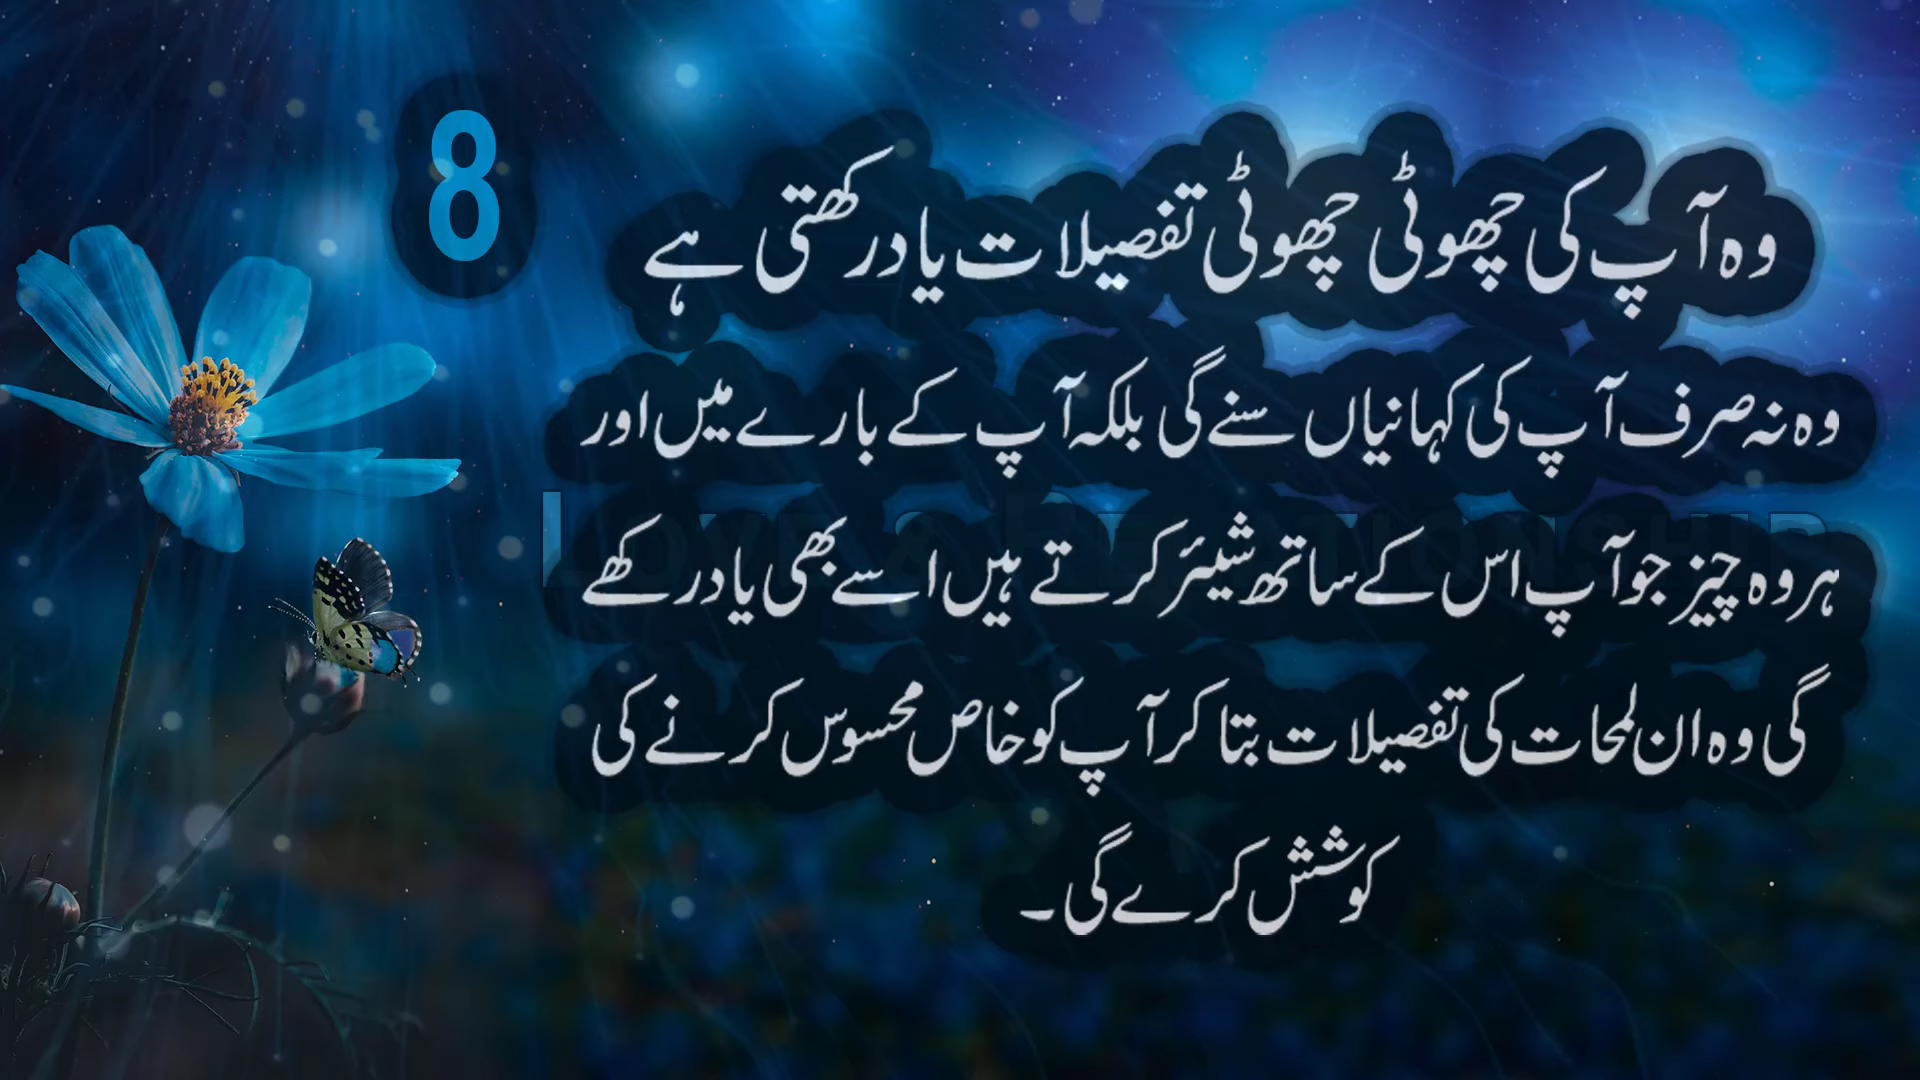 8
وہ آپ کی چھوٹی چھوٹی تفصیلات یاد رکھتی ہے
وہ نہ صرف آپ کی کہانیاں سنے گی بلکہ آپ کے بارے میں اور
ہر وہ چیز جو آپ اس کے ساتھ شیئر کرتے ہیں اسے بھی یاد رکھے
گی وہ ان لمحات کی تفصیلات بتا کر آپ کو خاص محسوس کرنے کی
کوشش کرے گی۔